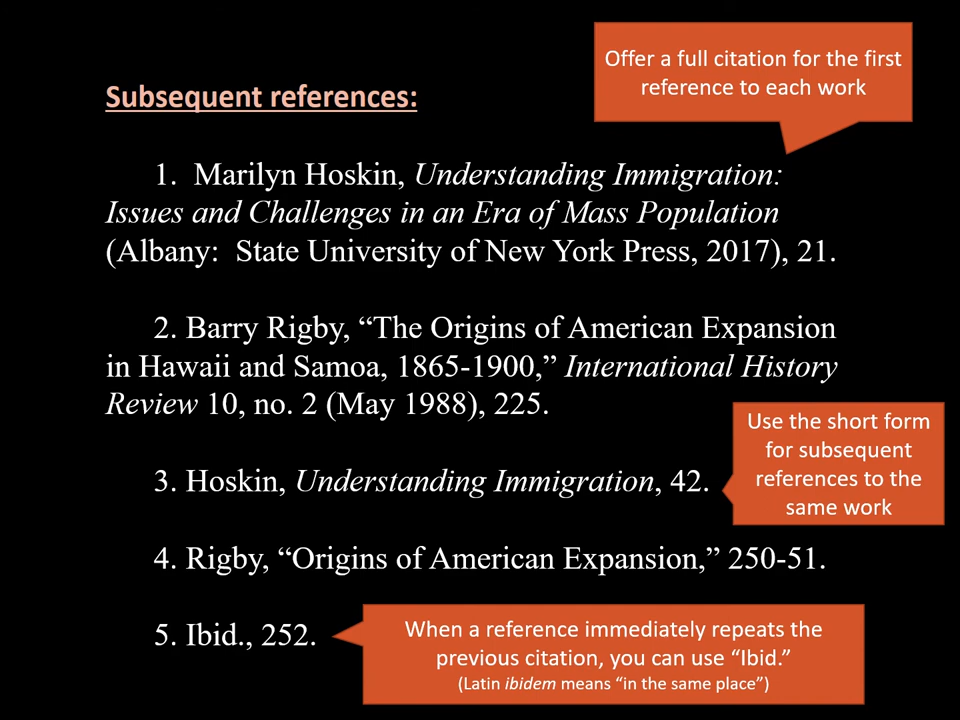 Offer a full citation for the first
reference to each work
Subsequent references:
1.  Marilyn Hoskin, Understanding Immigration:
Issues and Challenges in an Era of Mass Population
(Albany:  State University of New York Press, 2017), 21.
2. Barry Rigby, “The Origins of American Expansion
in Hawaii and Samoa, 1865-1900,” International History
Review 10, no. 2 (May 1988), 225.
Use the short form
for subsequent
references to the
same work
3. Hoskin, Understanding Immigration, 42.
4. Rigby, “Origins of American Expansion,” 250-51.
5. Ibid., 252.
When a reference immediately repeats the
previous citation, you can use “Ibid.”
(Latin ibidem means “in the same place”)